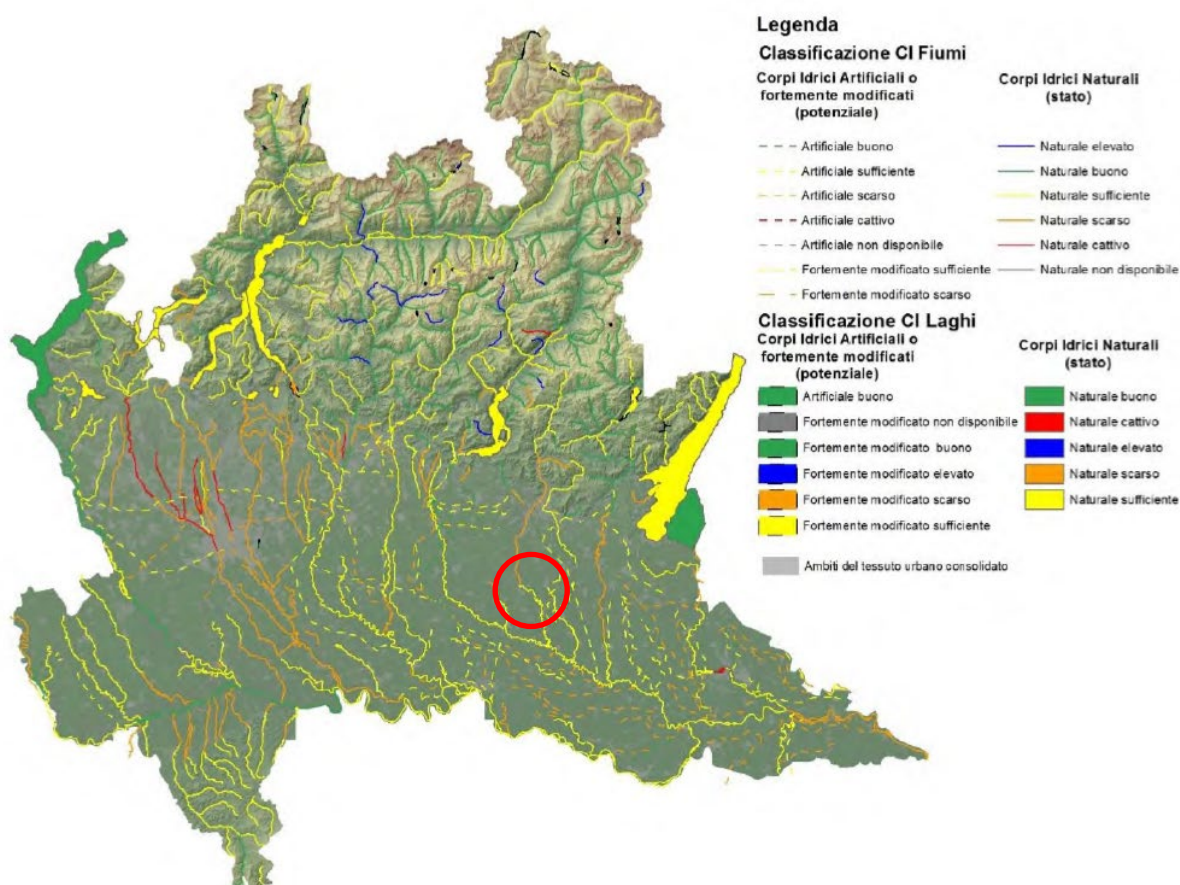 Legenda
Classificazione CI Fiumi
Corpi Idrici Artificiali o
fortemente modificati
(potenziale)
Artificiale buono
Artificiale sufficiente
Artificiale scarso
Artificiale cattivo
Artificiale non disponibile
Fortemente modificato sufficiente
Fortemente modificato scarso
Corpi Idrici Naturali
(stato)
Naturale elevato
Naturale buono
Naturale sufficiente
Naturale scarso
Naturale cattivo
Naturale non disponibile
Classificazione CI Laghi
Corpi Idrici Artificiali o
fortemente modificati
(potenziale)
Artificiale buono
Fortemente modificato non disponibile
Fortemente modificato buono
Fortemente modificato elevato
Fortemente modificato scarso
Fortemente modificato sufficiente
Ambiti del tessuto urbano consolidato
Corpi Idrici Naturali
(stato)
Naturale buono
Naturale cattivo
Naturale elevato
Naturale scarso
Naturale sufficiente